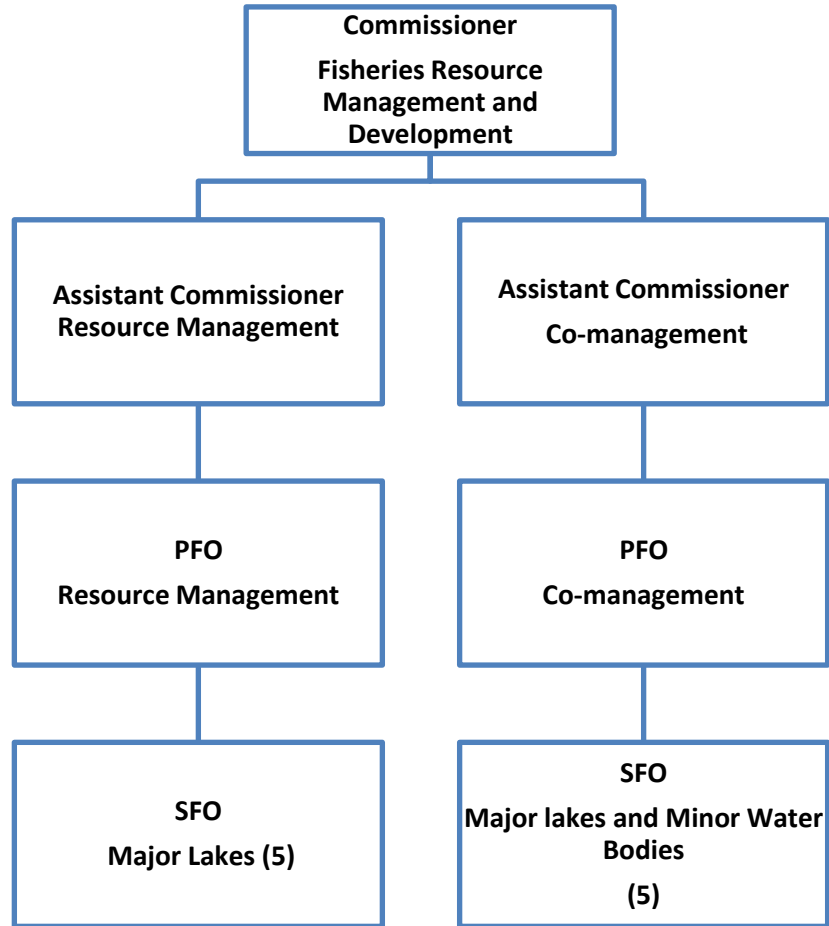 Commissioner
Fisheries Resource
Management and
Development
Assistant Commissioner
Resource Management
Assistant Commissioner
Co-management
PFO
Resource Management
PFO
Co-management
SFO
Major Lakes (5)
SFO
Major lakes and Minor Water
Bodies
(5)